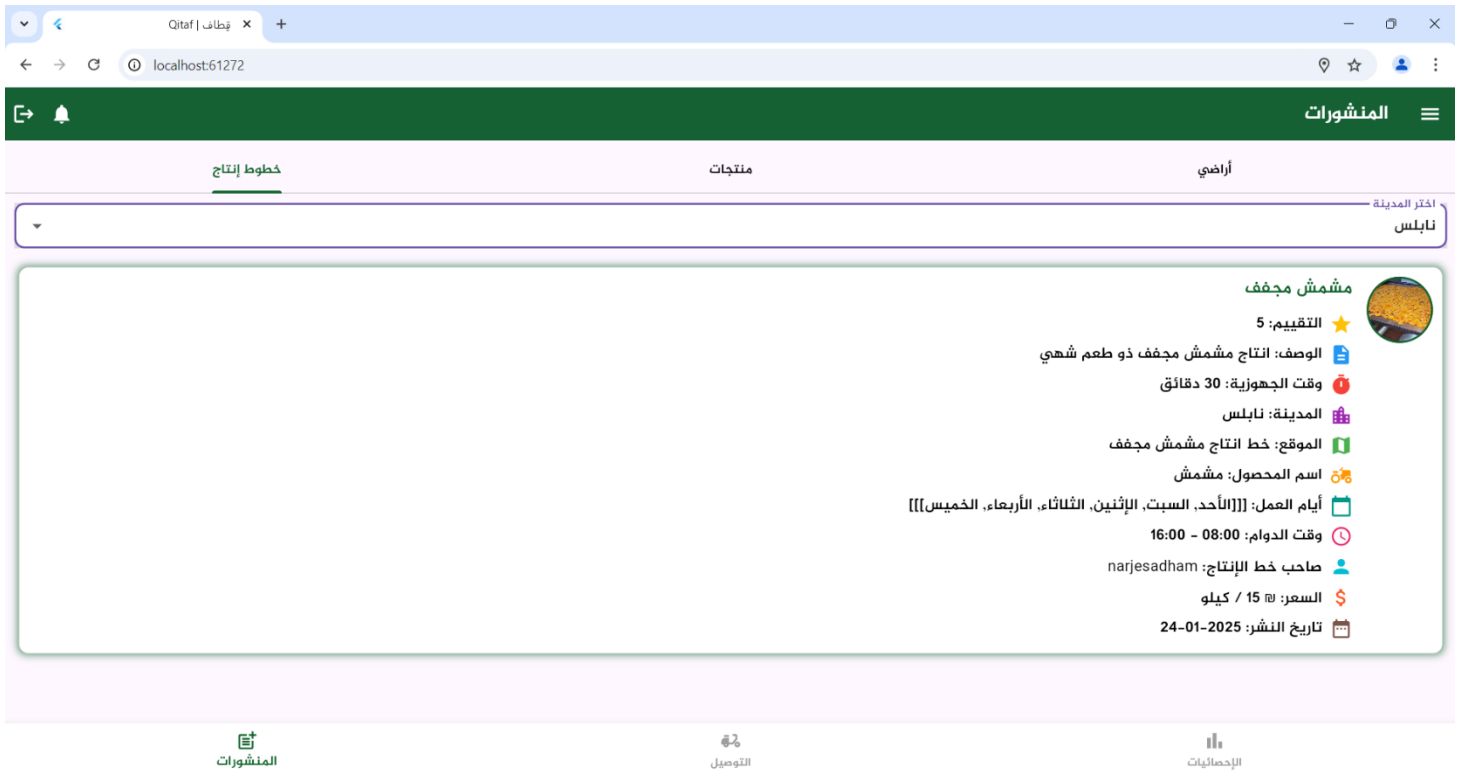 قِطاف | Qitaf
localhost:61272
المنشورات
أراضي
منتجات
خطوط إنتاج
اختر المدينة
نابلس
مشمش مجفف
التقييم: 5
الوصف: انتاج مشمش مجفف ذو طعم شهي
وقت الجهوزية: 30 دقائق
المدينة: نابلس
الموقع: خط انتاج مشمش مجفف
اسم المحصول: مشمش
أيام العمل: [[[الأحد, السبت, الإثنين, الثلاثاء, الأربعاء, الخميس]]]
وقت الدوام: 08:00 - 16:00
صاحب خط الإنتاج: narjesadham
السعر: ₪ 15 / كيلو
تاريخ النشر: 2025-01-24
الإحصائيات
التوصيل
المنشورات